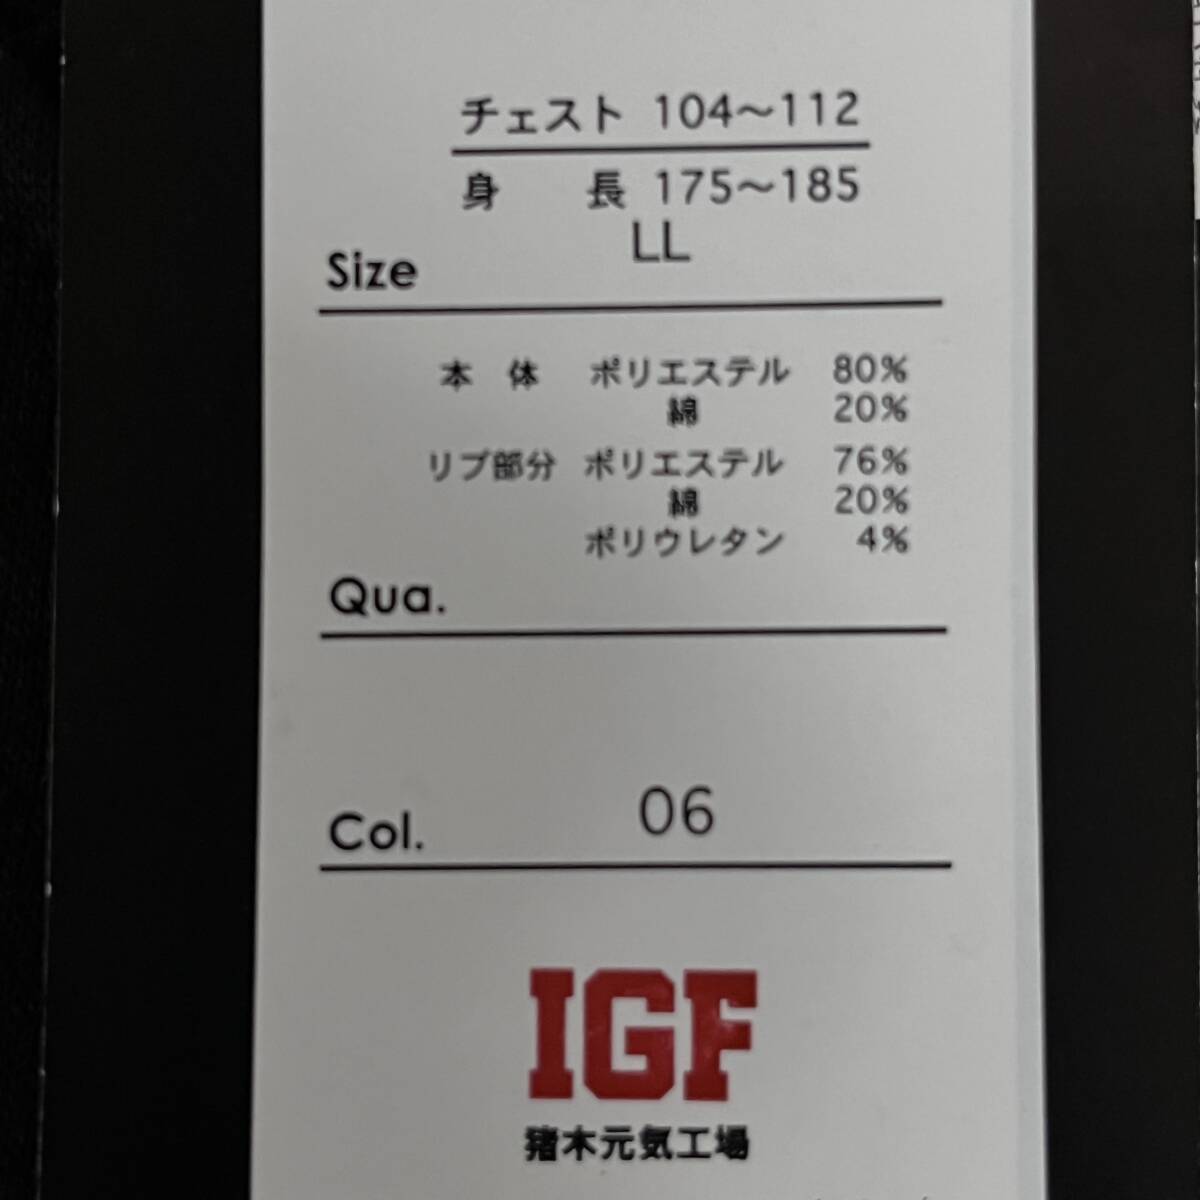 チェスト 104～112
身 長 175～185
LL
Size
本 体 ポリエステル 80%
綿 20%
リブ部分 ポリエステル 76%
綿 20%
ポリウレタン 4%
Qua.
06
Col.
IGF
猪木元気工場